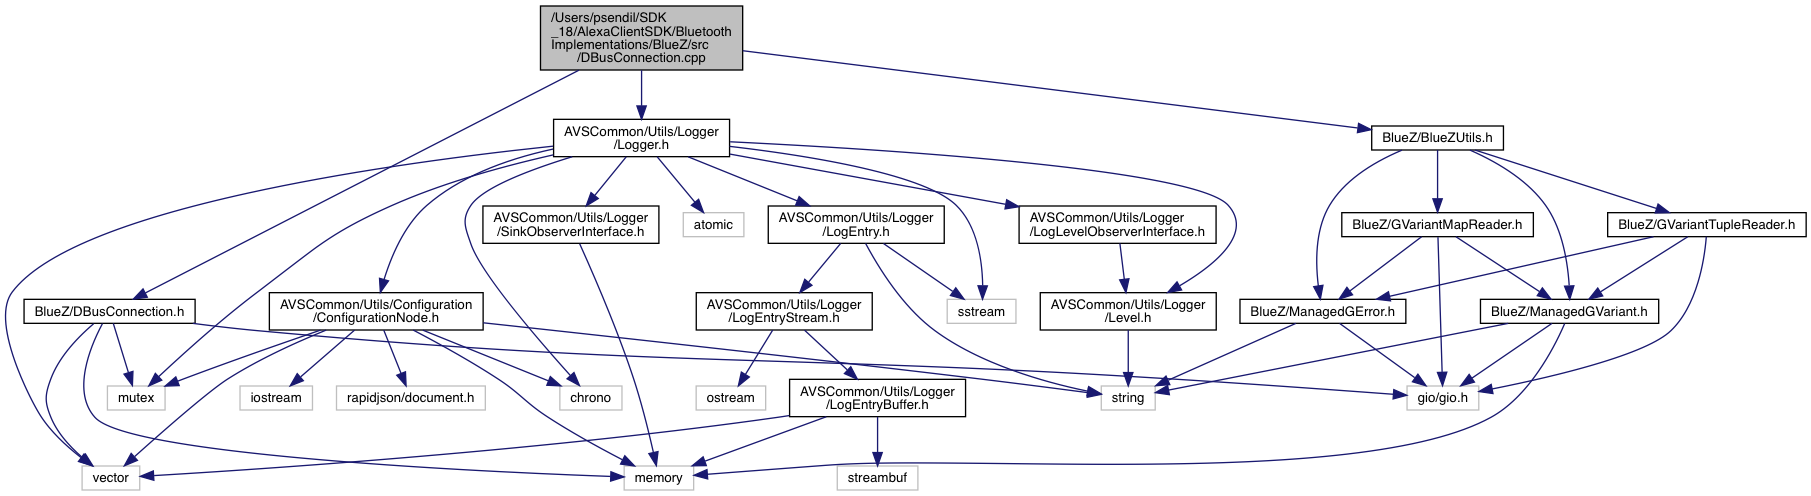 /Users/psendil/SDK
_18/AlexaClientSDK/Bluetooth
Implementations/BlueZ/src
/DBusConnection.cpp
AVSCommon/Utils/Logger
/Logger.h
BlueZ/BlueZUtils.h
AVSCommon/Utils/Logger
/SinkObserverInterface.h
atomic
AVSCommon/Utils/Logger
/LogEntry.h
AVSCommon/Utils/Logger
/LogLevelObserverInterface.h
BlueZ/GVariantMapReader.h
BlueZ/GVariantTupleReader.h
BlueZ/DBusConnection.h
AVSCommon/Utils/Configuration
/ConfigurationNode.h
AVSCommon/Utils/Logger
/LogEntryStream.h
sstream
AVSCommon/Utils/Logger
/Level.h
BlueZ/ManagedGError.h
BlueZ/ManagedGVariant.h
mutex
iostream
rapidjson/document.h
chrono
ostream
AVSCommon/Utils/Logger
/LogEntryBuffer.h
string
gio/gio.h
vector
memory
streambuf